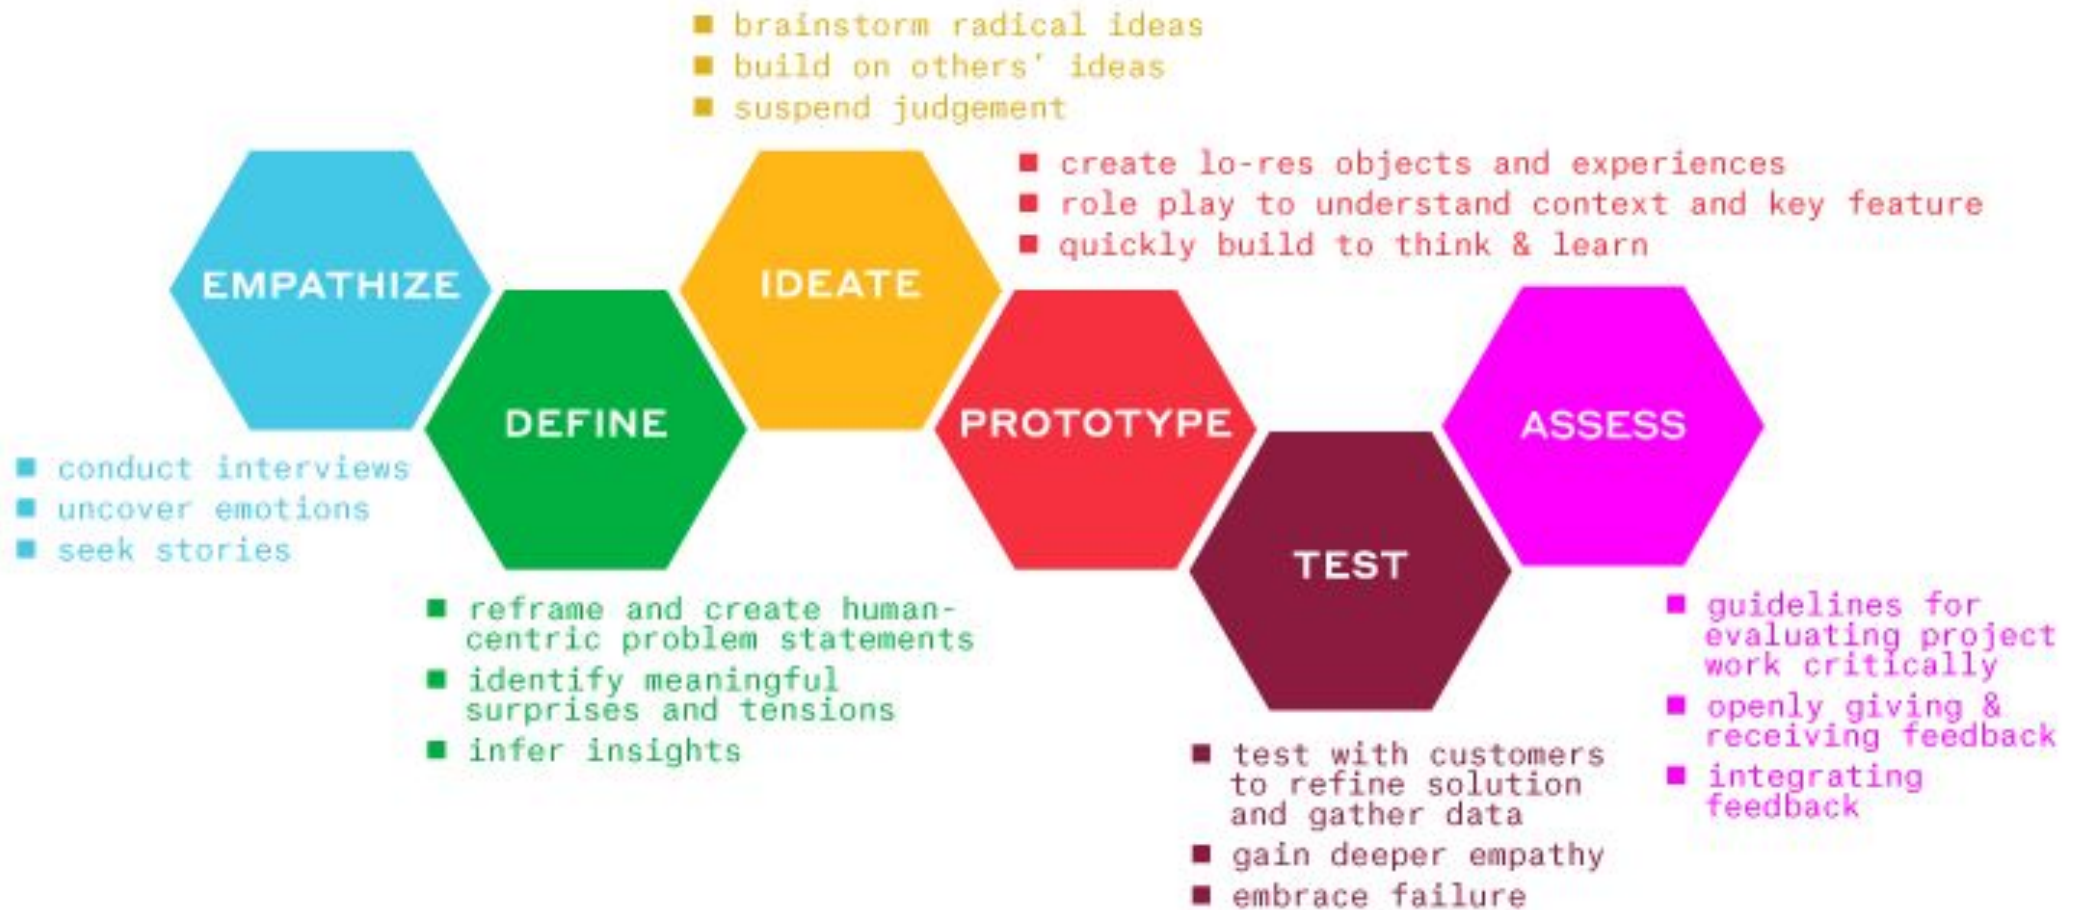 EMPATHIZE
■ conduct interviews
■ uncover emotions
■ seek stories
DEFINE
■ reframe and create human-
centric problem statements
■ identify meaningful
surprises and tensions
■ infer insights
IDEATE
■ brainstorm radical ideas
■ build on others' ideas
■ suspend judgement
PROTOTYPE
■ create lo-res objects and experiences
■ role play to understand context and key feature
■ quickly build to think & learn
TEST
■ test with customers
to refine solution
and gather data
■ gain deeper empathy
■ embrace failure
ASSESS
■ guidelines for
evaluating project
work critically
■ openly giving &
receiving feedback
■ integrating
feedback